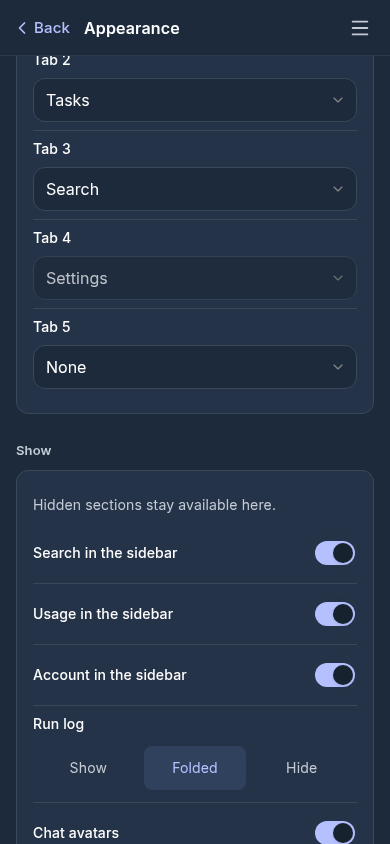 Back Appearance
Tab 2
Tasks
Tab 3
Search
Tab 4
Settings
Tab 5
None
Show
Hidden sections stay available here.
Search in the sidebar
Usage in the sidebar
Account in the sidebar
Run log
Show Folded Hide
Chat avatars